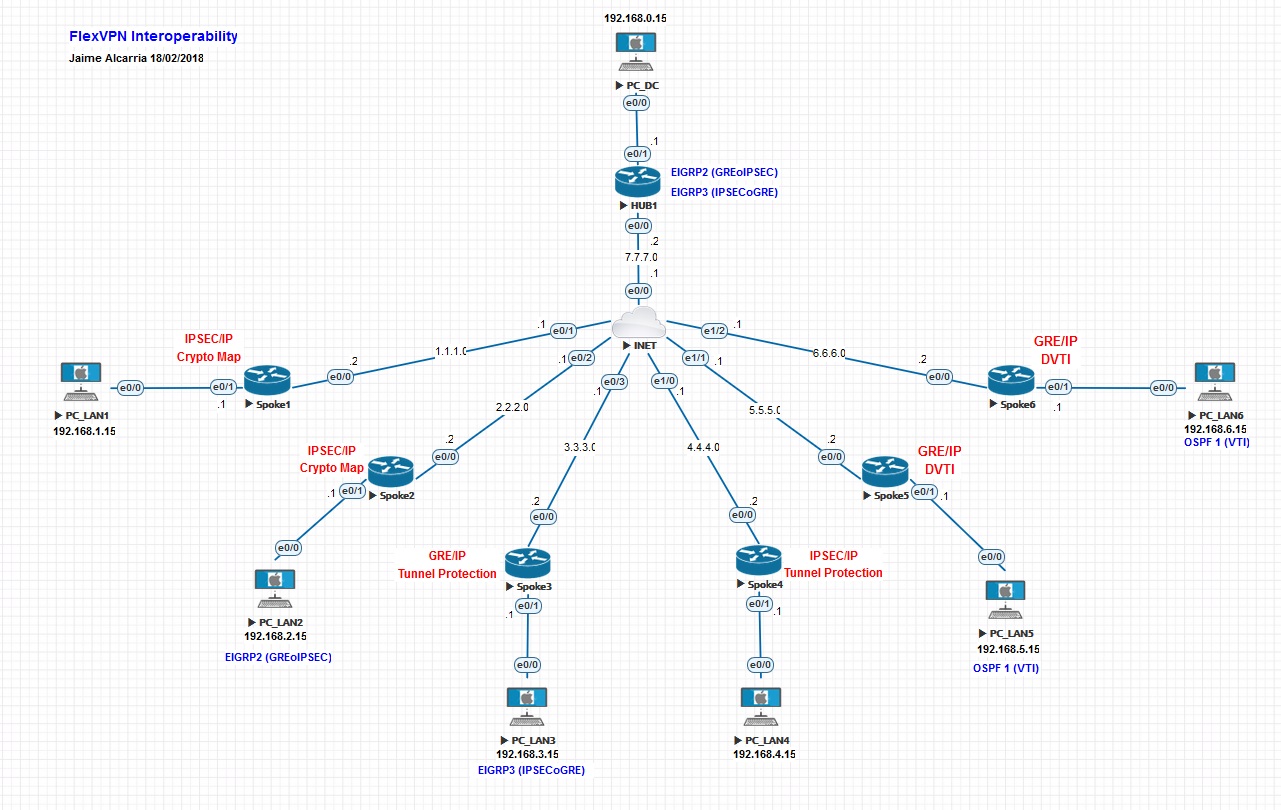 192.168.0.15
FlexVPN Interoperability
Jaime Alcarria 18/02/2018
PC_DC
e0/0
.1
e0/1
EIGRP2 (GREoIPSEC)
EIGRP3 (IPSECoGRE)
HUB1
e0/0
.2
7.7.7.0
.1
e0/0
INET
.1
e0/1
e1/2
.1
IPSEC/IP
Crypto Map
.2
1.1.1.0
.1
e0/2
e1/1
.1
6.6.6.0
.2
GRE/IP
DVTI
PC_LAN1
192.168.1.15
e0/0
e0/1
.1
Spoke1
e0/0
.1
e0/3
e1/0
.1
e0/0
Spoke6
e0/1
.1
e0/0
PC_LAN6
192.168.6.15
OSPF 1 (VTI)
2.2.2.0
5.5.5.0
IPSEC/IP
Crypto Map
.2
e0/0
.1
e0/1
Spoke2
3.3.3.0
4.4.4.0
.2
e0/0
GRE/IP
DVTI
Spoke5
e0/1
.1
.2
e0/0
.2
e0/0
e0/0
PC_LAN2
192.168.2.15
EIGRP2 (GREoIPSEC)
GRE/IP
Tunnel Protection
Spoke3
.1
e0/1
IPSEC/IP
Tunnel Protection
Spoke4
e0/1
.1
e0/0
PC_LAN5
192.168.5.15
OSPF 1 (VTI)
e0/0
PC_LAN3
192.168.3.15
EIGRP3 (IPSECoGRE)
e0/0
PC_LAN4
192.168.4.15